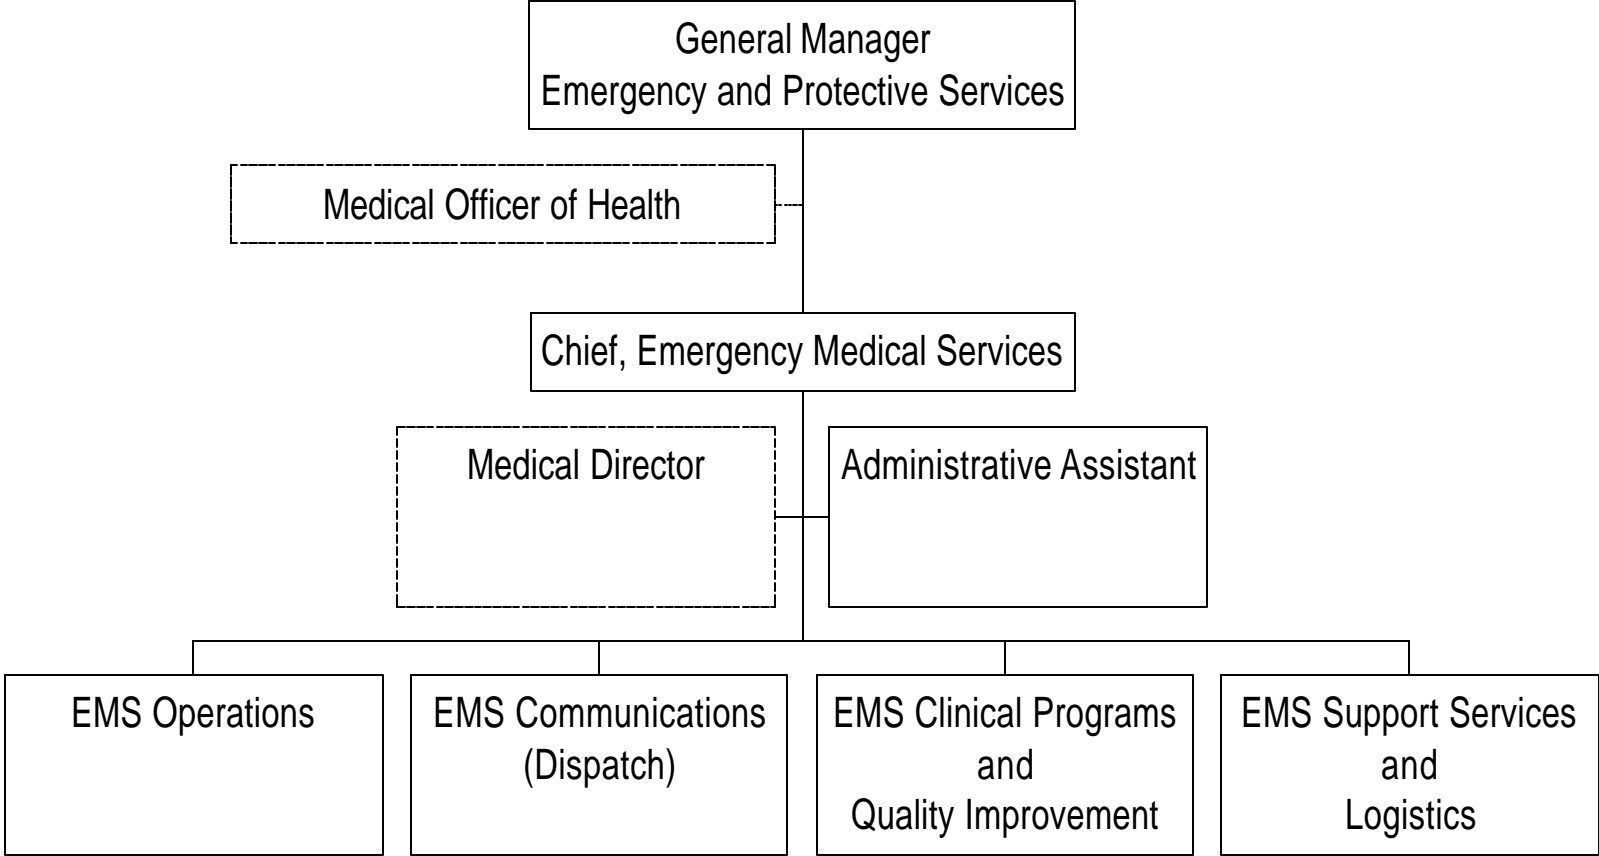 General Manager
Emergency and Protective Services
Medical Officer of Health
Chief, Emergency Medical Services
Medical Director
Administrative Assistant
EMS Operations
EMS Communications
(Dispatch)
EMS Clinical Programs
and
Quality Improvement
EMS Support Services
and
Logistics